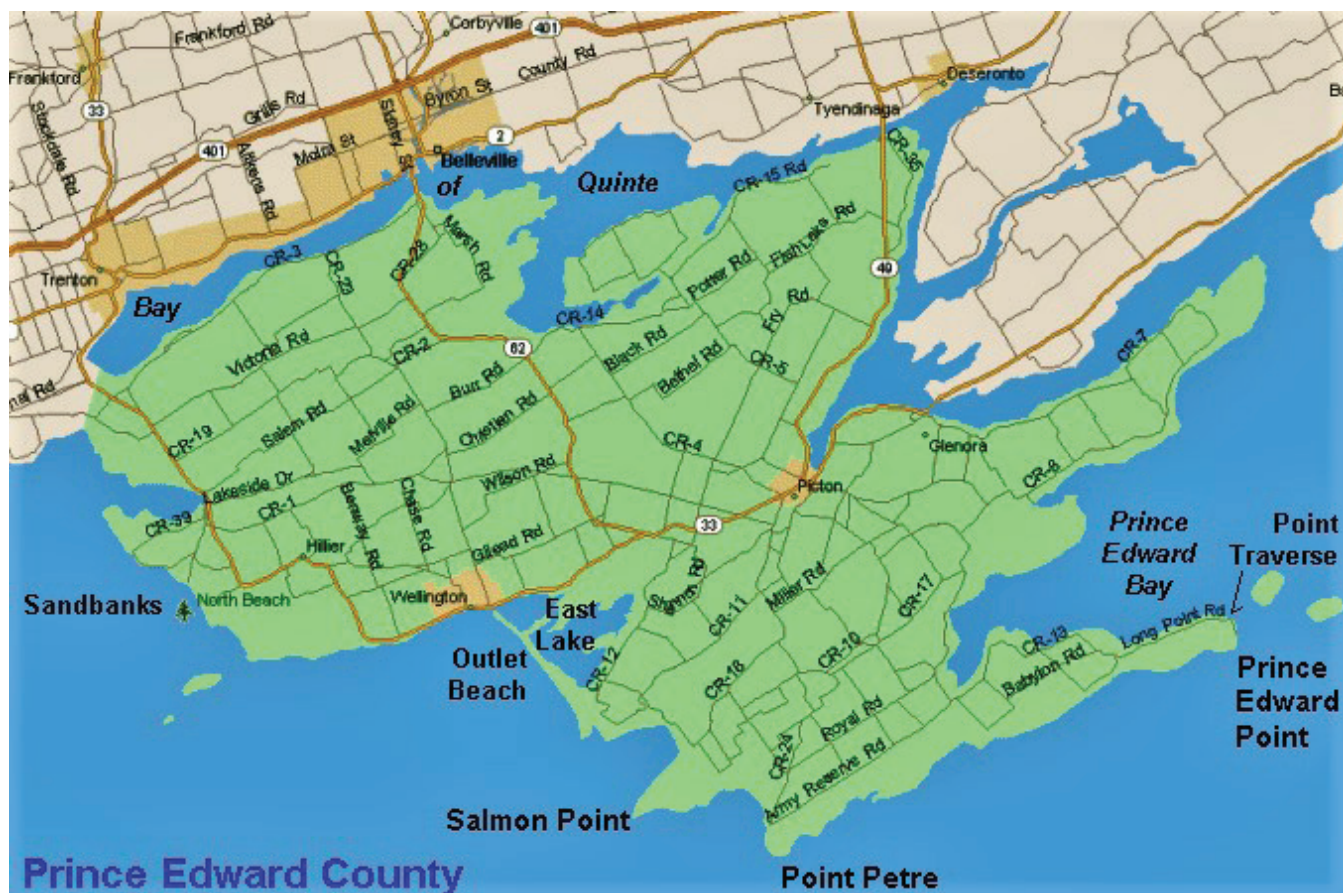 Frankford Rd
Corbyville
401
Frankford
County Rd
Deseronto
33
Grills Rd
Byron St
Tyendinaga
Stockdale Rd
Sidney St
2
401
Aitkens Rd
Moira St
Belleville
of
Quinte
CR-15 Rd
CR-35
CR-3
Marsh Rd
Trenton
CR-28
Fish Lake Rd
CR-23
Potter Rd
49
Bay
CR-14
Fry Rd
Victoria Rd
CR-2
62
Black Rd
CR-7
Burr Rd
Bethel Rd
CR-5
Salem Rd
Melville Rd
Christian Rd
CR-19
CR-4
Glenora
Lakeside Dr
Wilson Rd
CR-8
CR-1
Benway Rd
Chase Rd
Picton
CR-39
33
Prince
Edward
Bay
Point
Traverse
Hillier
Gilead Rd
Sandbanks
North Beach
Wellington
East
Lake
CR-11
Miller Rd
CR-17
CR-13
Long Point Rd
Outlet
Beach
CR-12
CR-18
CR-10
Babylon Rd
Prince
Edward
Point
Royal Rd
CR-24
Army Reserve Rd
Salmon Point
Prince Edward County
Point Petre